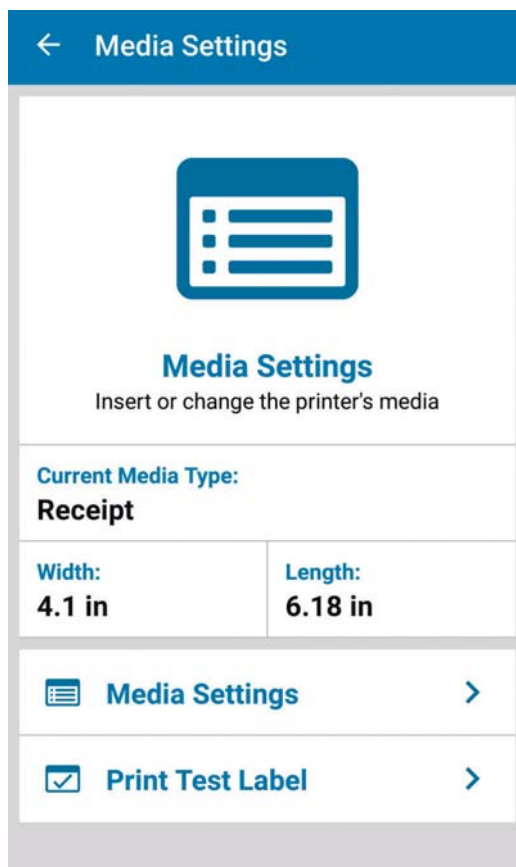 Media Settings
Media Settings
Insert or change the printer's media
Current Media Type:
Receipt
Width:
4.1 in
Length:
6.18 in
Media Settings
Print Test Label